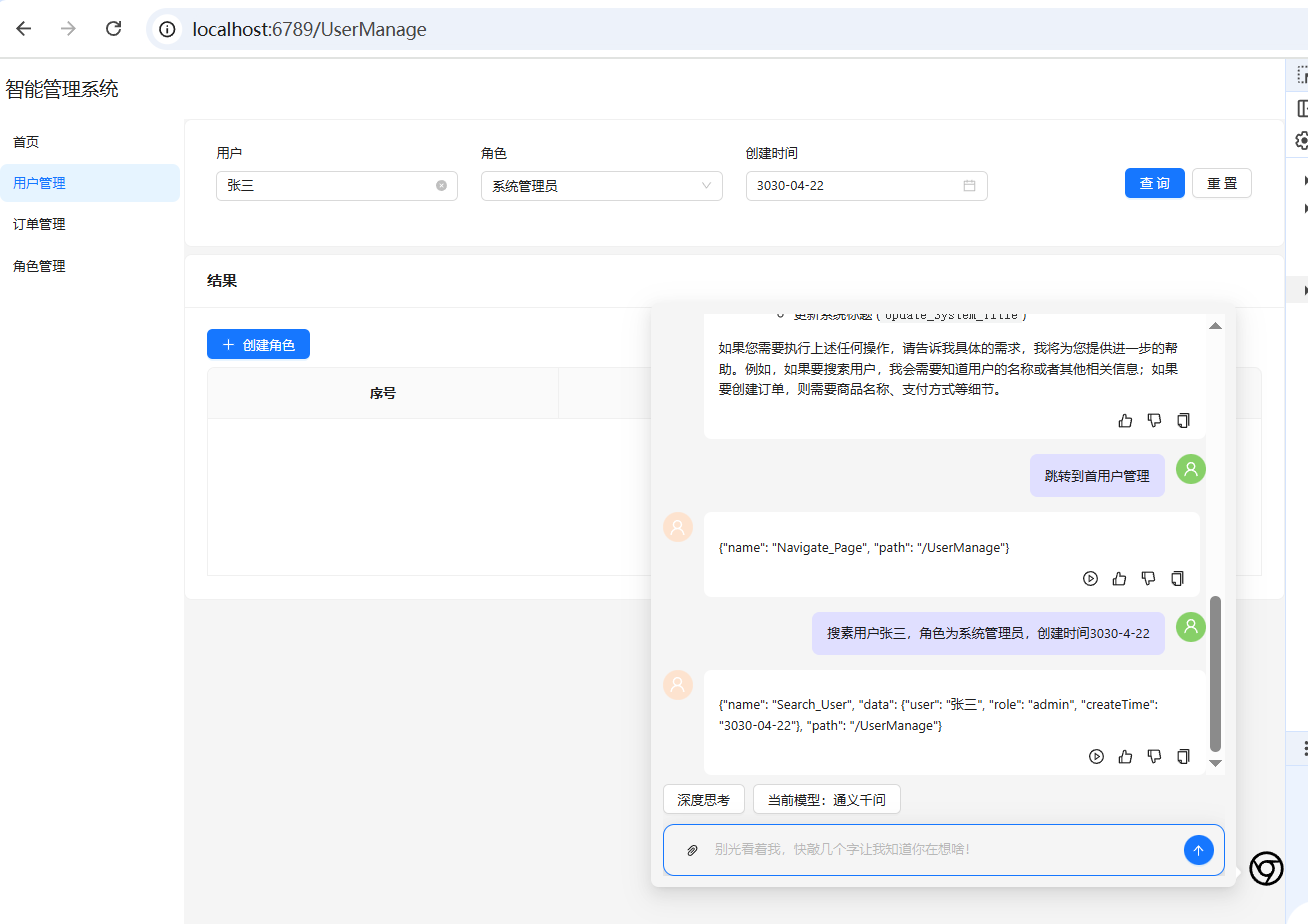 localhost:6789/UserManage
智能管理系统
首页
用户管理
订单管理
角色管理
用户
角色
创建时间
张三
系统管理员
3030-04-22
查 询
重 置
结果
创建角色
序号
更新系统标题 ( Update_System_Title )
如果您需要执行上述任何操作，请告诉我具体的需求，我将为您提供进一步的帮
助。例如，如果要搜索用户，我会需要知道用户的名称或者其他相关信息；如果
要创建订单，则需要商品名称、支付方式等细节。
跳转到首用户管理
{"name": "Navigate_Page", "path": "/UserManage"}
搜素用户张三，角色为系统管理员，创建时间3030-4-22
{"name": "Search_User", "data": {"user": "张三", "role": "admin", "createTime":
"3030-04-22"}, "path": "/UserManage"}
深度思考
当前模型：通义千问
别光看着我，快敲几个字让我知道你在想啥！